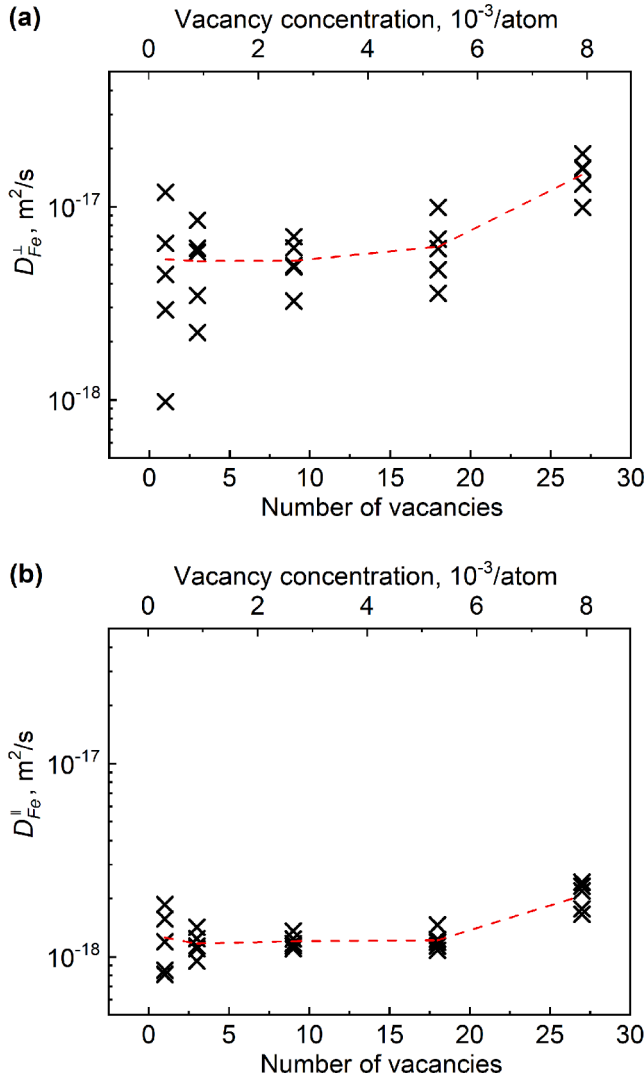 (a)
Vacancy concentration, 10⁻³/atom
0 2 4 6 8
D⊥Fe, m²/s
10⁻¹⁷
10⁻¹⁸
0 5 10 15 20 25 30
Number of vacancies
(b)
Vacancy concentration, 10⁻³/atom
0 2 4 6 8
D∥Fe, m²/s
10⁻¹⁷
10⁻¹⁸
0 5 10 15 20 25 30
Number of vacancies